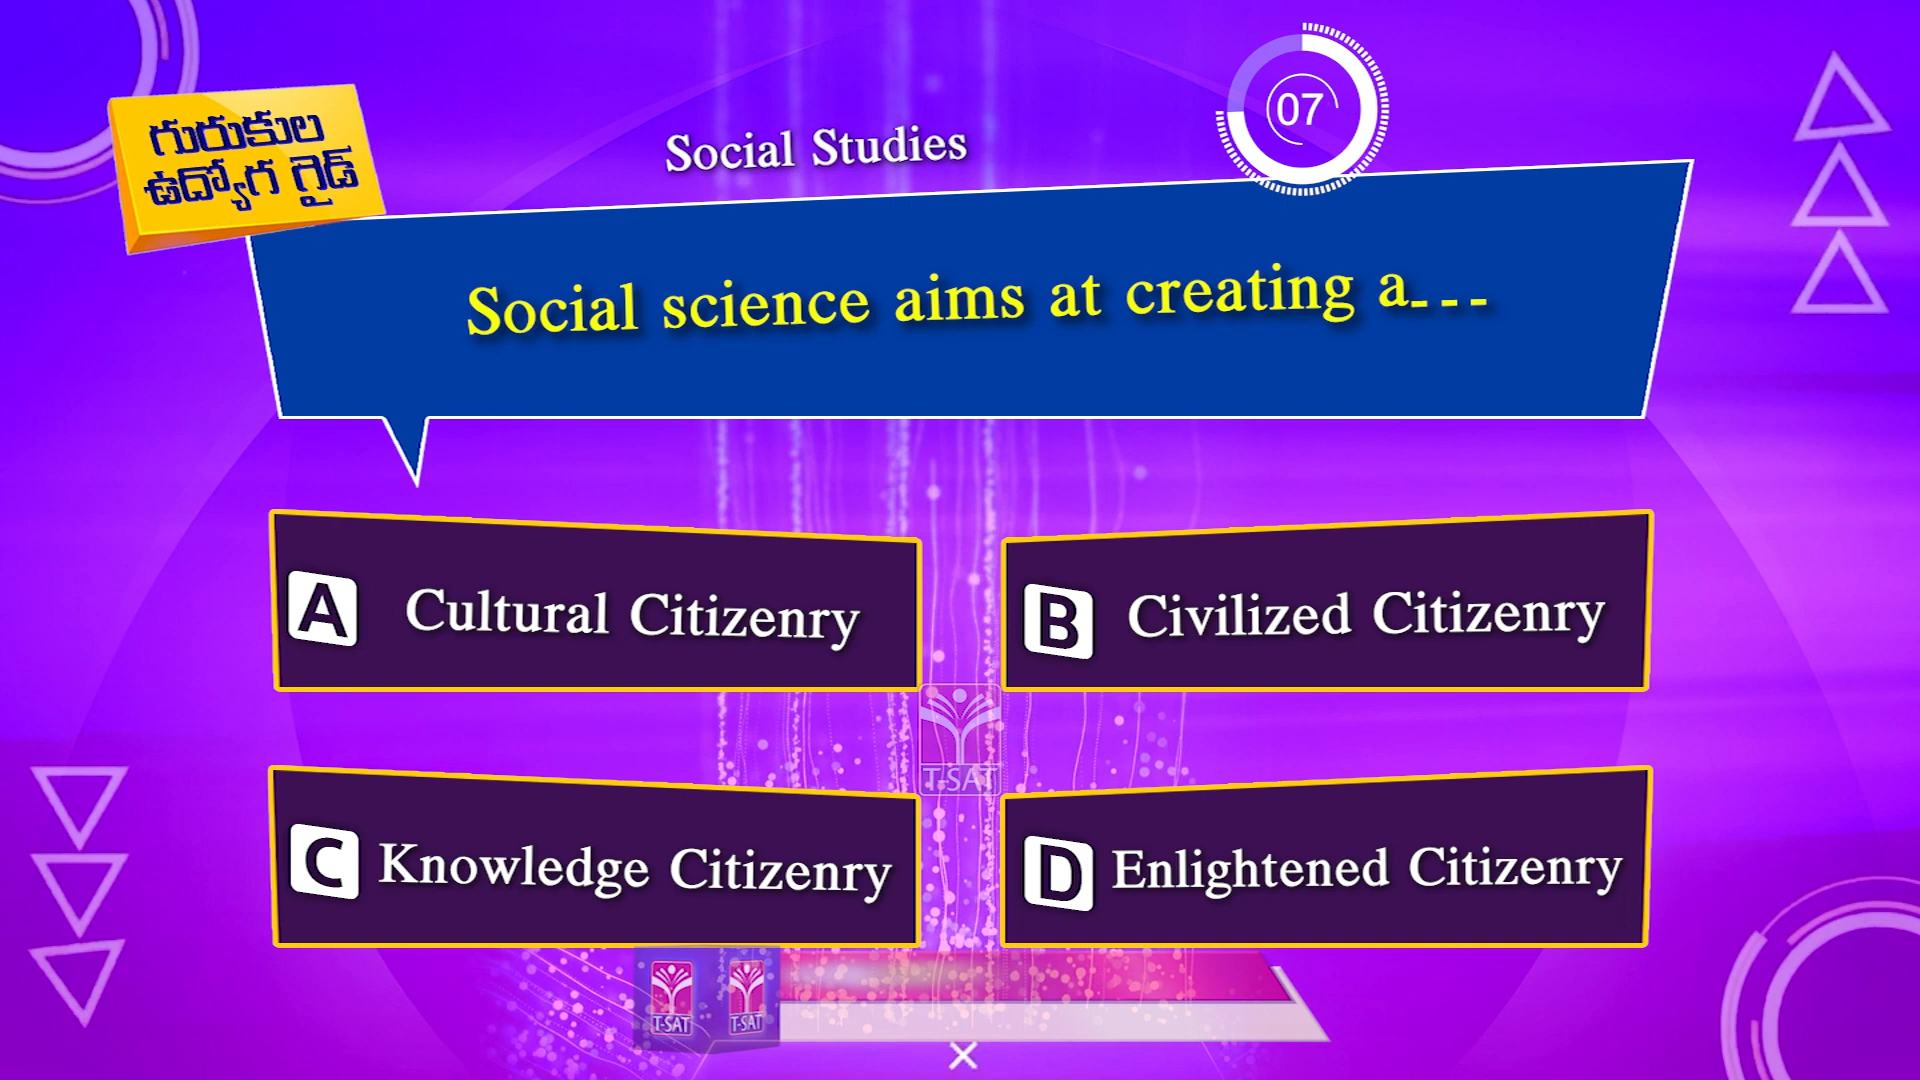 గురుకుల
ఉద్యోగ గైడ్
Social Studies
07
Social science aims at creating a---
A Cultural Citizenry
B Civilized Citizenry
T-SAT
C Knowledge Citizenry
D Enlightened Citizenry
T-SAT T-SAT